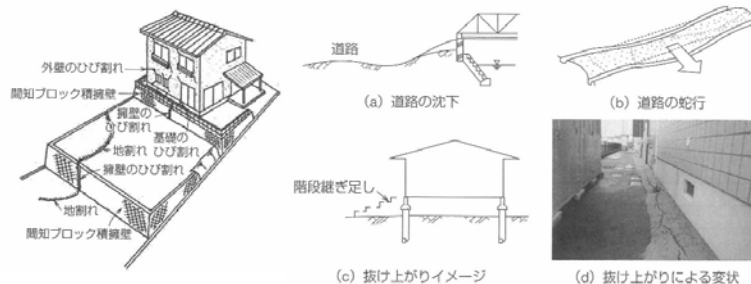 外壁のひび割れ
間知ブロック積擁壁
擁壁の
ひび割れ
基礎の
ひび割れ
地割れ
擁壁のひび割れ
地割れ
間知ブロック積擁壁
道路
(a) 道路の沈下
(b) 道路の蛇行
階段継ぎ足し
(c) 抜け上がりイメージ
(d) 抜け上がりによる変状